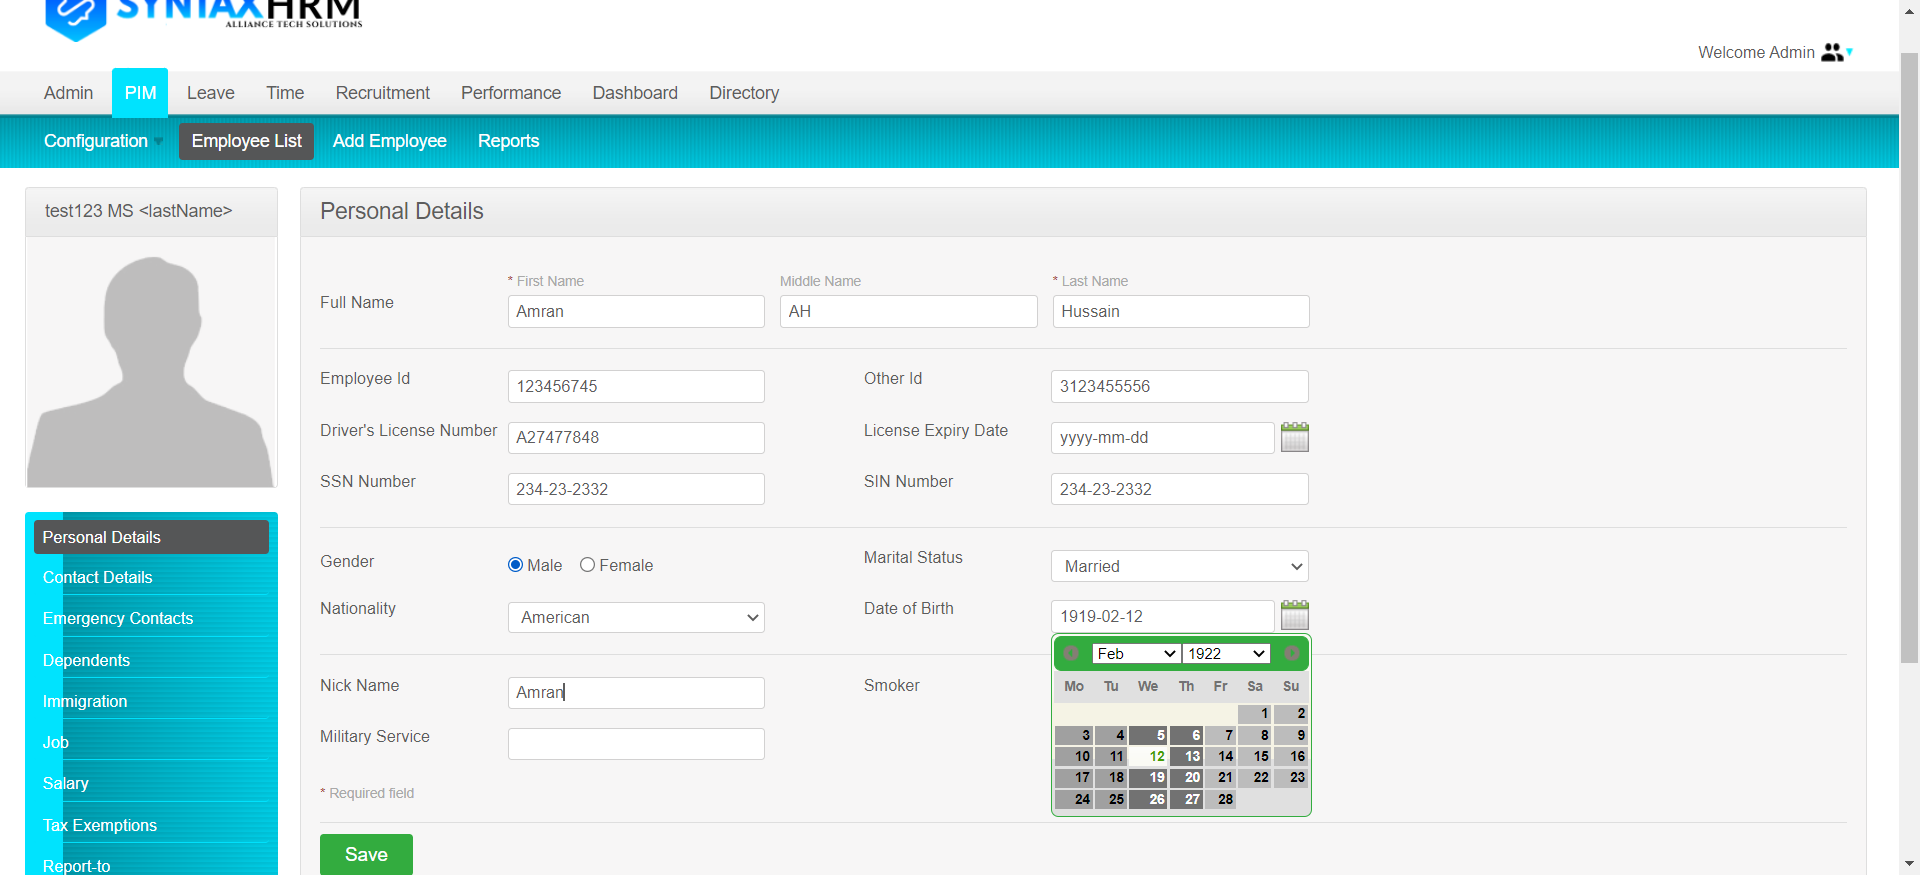 SYNTAXHRM
ALLIANCE TECH SOLUTIONS
Welcome Admin
Admin PIM Leave Time Recruitment Performance Dashboard Directory
Configuration Employee List Add Employee Reports
test123 MS <lastName>
Personal Details
Contact Details
Emergency Contacts
Dependents
Immigration
Job
Salary
Tax Exemptions
Report-to
Personal Details
* First Name Middle Name * Last Name
Full Name Amran AH Hussain
Employee Id 123456745 Other Id 3123455556
Driver's License Number A27477848 License Expiry Date yyyy-mm-dd
SSN Number 234-23-2332 SIN Number 234-23-2332
Gender Male Female Marital Status Married
Nationality American Date of Birth 1919-02-12
Feb 1922
Mo Tu We Th Fr Sa Su
1 2
3 4 5 6 7 8 9
10 11 12 13 14 15 16
17 18 19 20 21 22 23
24 25 26 27 28
Nick Name Amran Smoker
Military Service
* Required field
Save